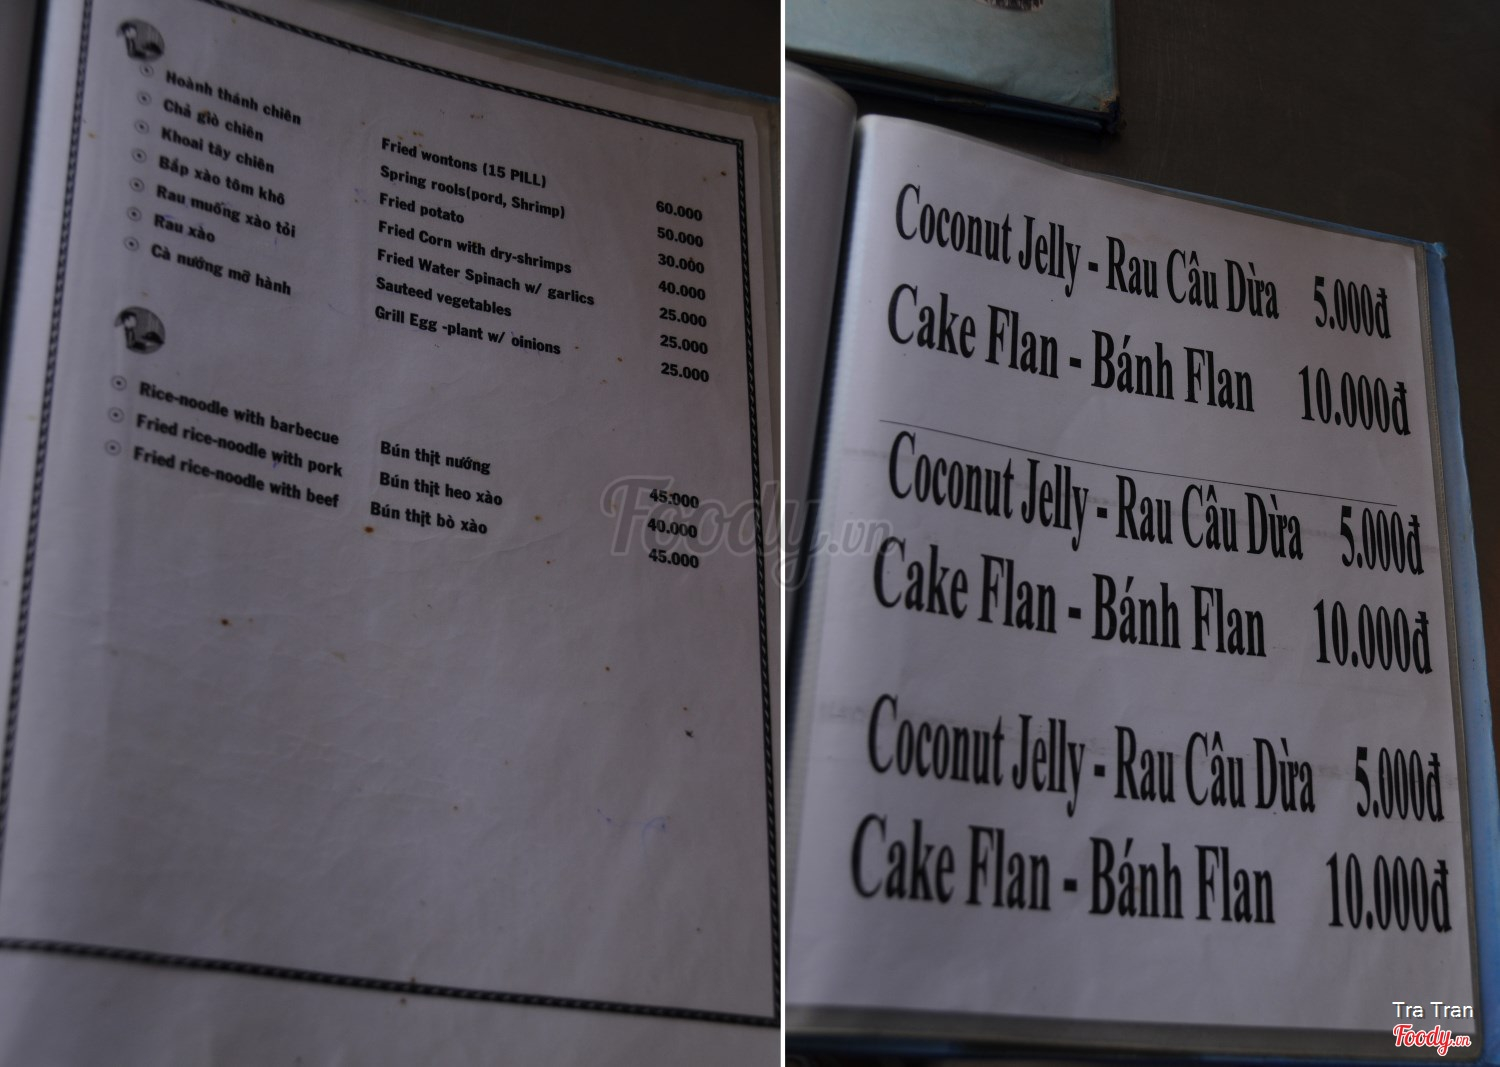 Hoành thánh chiên Fried wontons (15 PILL) 60.000
Chả giò chiên Spring rools(pord, Shrimp) 50.000
Khoai tây chiên Fried potato 30.000
Bắp xào tôm khô Fried Corn with dry-shrimps 40.000
Rau muống xào tỏi Fried Water Spinach w/ garlics 25.000
Rau xào Sauteed vegetables 25.000
Cà nướng mỡ hành Grill Egg -plant w/ oinions 25.000
Rice-noodle with barbecue Bún thịt nướng 45.000
Fried rice-noodle with pork Bún thịt heo xào 40.000
Fried rice-noodle with beef Bún thịt bò xào 45.000
Foody.vn
Coconut Jelly - Rau Câu Dừa 5.000đ
Cake Flan - Bánh Flan 10.000đ
Coconut Jelly - Rau Câu Dừa 5.000đ
Cake Flan - Bánh Flan 10.000đ
Coconut Jelly - Rau Câu Dừa 5.000đ
Cake Flan - Bánh Flan 10.000đ
Tra Tran
Foody.vn